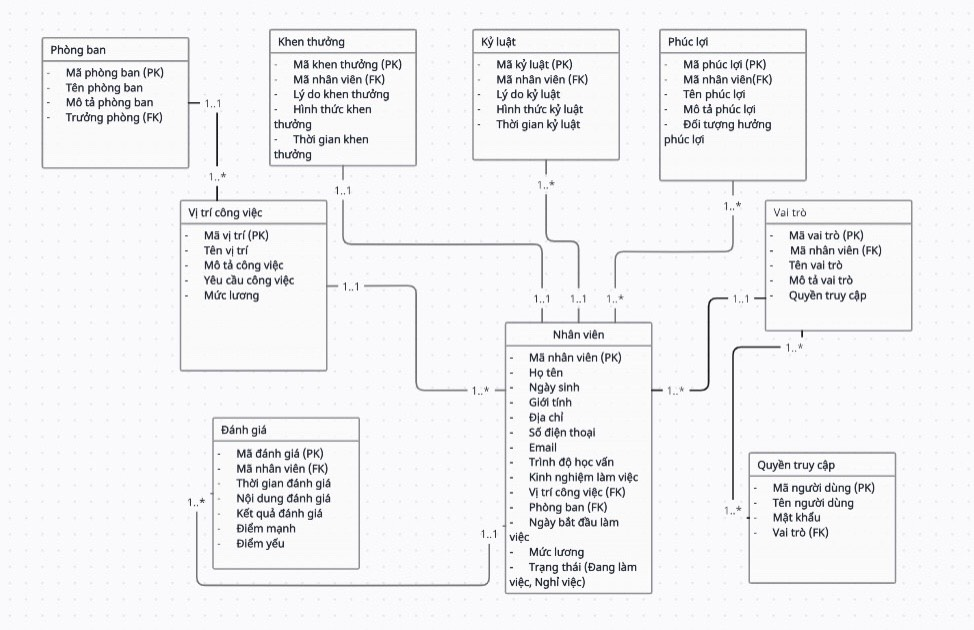 Phòng ban
- Mã phòng ban (PK)
- Tên phòng ban
- Mô tả phòng ban
- Trưởng phòng (FK)
1..1
1..*
Khen thưởng
- Mã khen thưởng (PK)
- Mã nhân viên (FK)
- Lý do khen thưởng
- Hình thức khen
thưởng
- Thời gian khen
thưởng
1..1
Kỷ luật
- Mã kỷ luật (PK)
- Mã nhân viên (FK)
- Lý do kỷ luật
- Hình thức kỷ luật
- Thời gian kỷ luật
1..*
Phúc lợi
- Mã phúc lợi (PK)
- Mã nhân viên(FK)
- Tên phúc lợi
- Mô tả phúc lợi
- Đối tượng hưởng
phúc lợi
1..*
Vị trí công việc
- Mã vị trí (PK)
- Tên vị trí
- Mô tả công việc
- Yêu cầu công việc
- Mức lương
1..1
Vai trò
- Mã vai trò (PK)
- Mã nhân viên (FK)
- Tên vai trò
- Mô tả vai trò
- Quyền truy cập
1..1
1..*
1..1
1..1
1..*
Nhân viên
- Mã nhân viên (PK)
- Họ tên
- Ngày sinh
- Giới tính
- Địa chỉ
- Số điện thoại
- Email
- Trình độ học vấn
- Kinh nghiệm làm việc
- Vị trí công việc (FK)
- Phòng ban (FK)
- Ngày bắt đầu làm
việc
- Mức lương
- Trạng thái (Đang làm
việc, Nghỉ việc)
1..*
1..*
1..1
Đánh giá
- Mã đánh giá (PK)
- Mã nhân viên (FK)
- Thời gian đánh giá
- Nội dung đánh giá
- Kết quả đánh giá
- Điểm mạnh
- Điểm yếu
1..*
Quyền truy cập
- Mã người dùng (PK)
- Tên người dùng
- Mật khẩu
- Vai trò (FK)
1..*